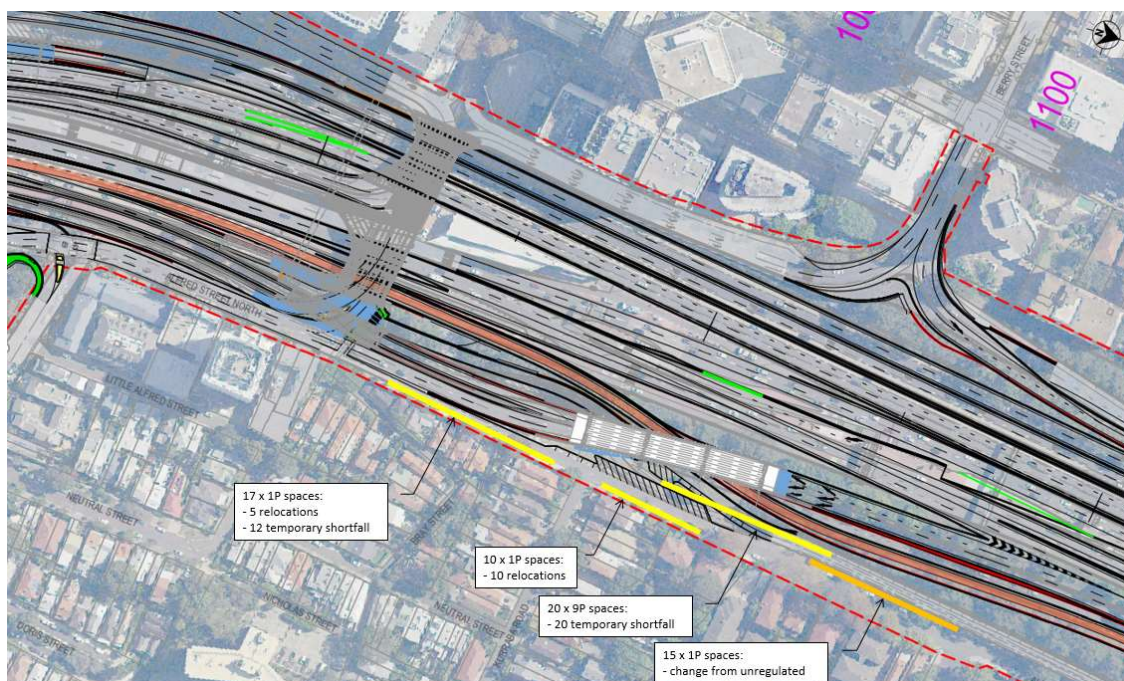 N
1100
BERRY STREET
1100
ALFRED STREET NORTH
LITTLE ALFRED STREET
NEUTRAL STREET
17 x 1P spaces:
- 5 relocations
- 12 temporary shortfall
10 x 1P spaces:
- 10 relocations
NICHOLAS STREET
NEUTRAL STREET
20 x 9P spaces:
- 20 temporary shortfall
DORIS STREET
15 x 1P spaces:
- change from unregulated